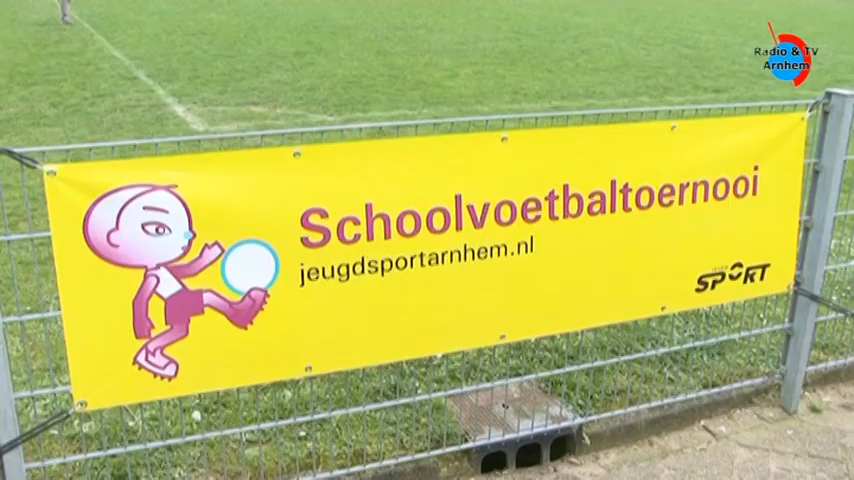 Radio & TV
Arnhem
Schoolvoetbaltoernooi
jeugdsportarnhem.nl
SPORT